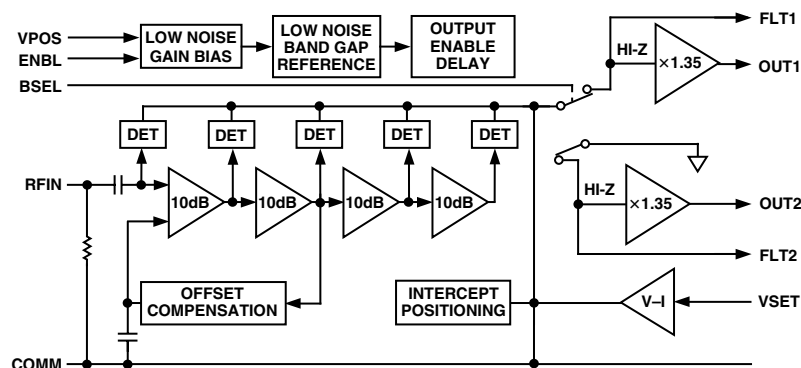 VPOS
ENBL
BSEL
LOW NOISE
GAIN BIAS
LOW NOISE
BAND GAP
REFERENCE
OUTPUT
ENABLE
DELAY
FLT1
HI-Z
×1.35
OUT1
DET
DET
DET
DET
DET
RFIN
10dB
10dB
10dB
10dB
HI-Z
×1.35
OUT2
FLT2
OFFSET
COMPENSATION
INTERCEPT
POSITIONING
V–I
VSET
COMM